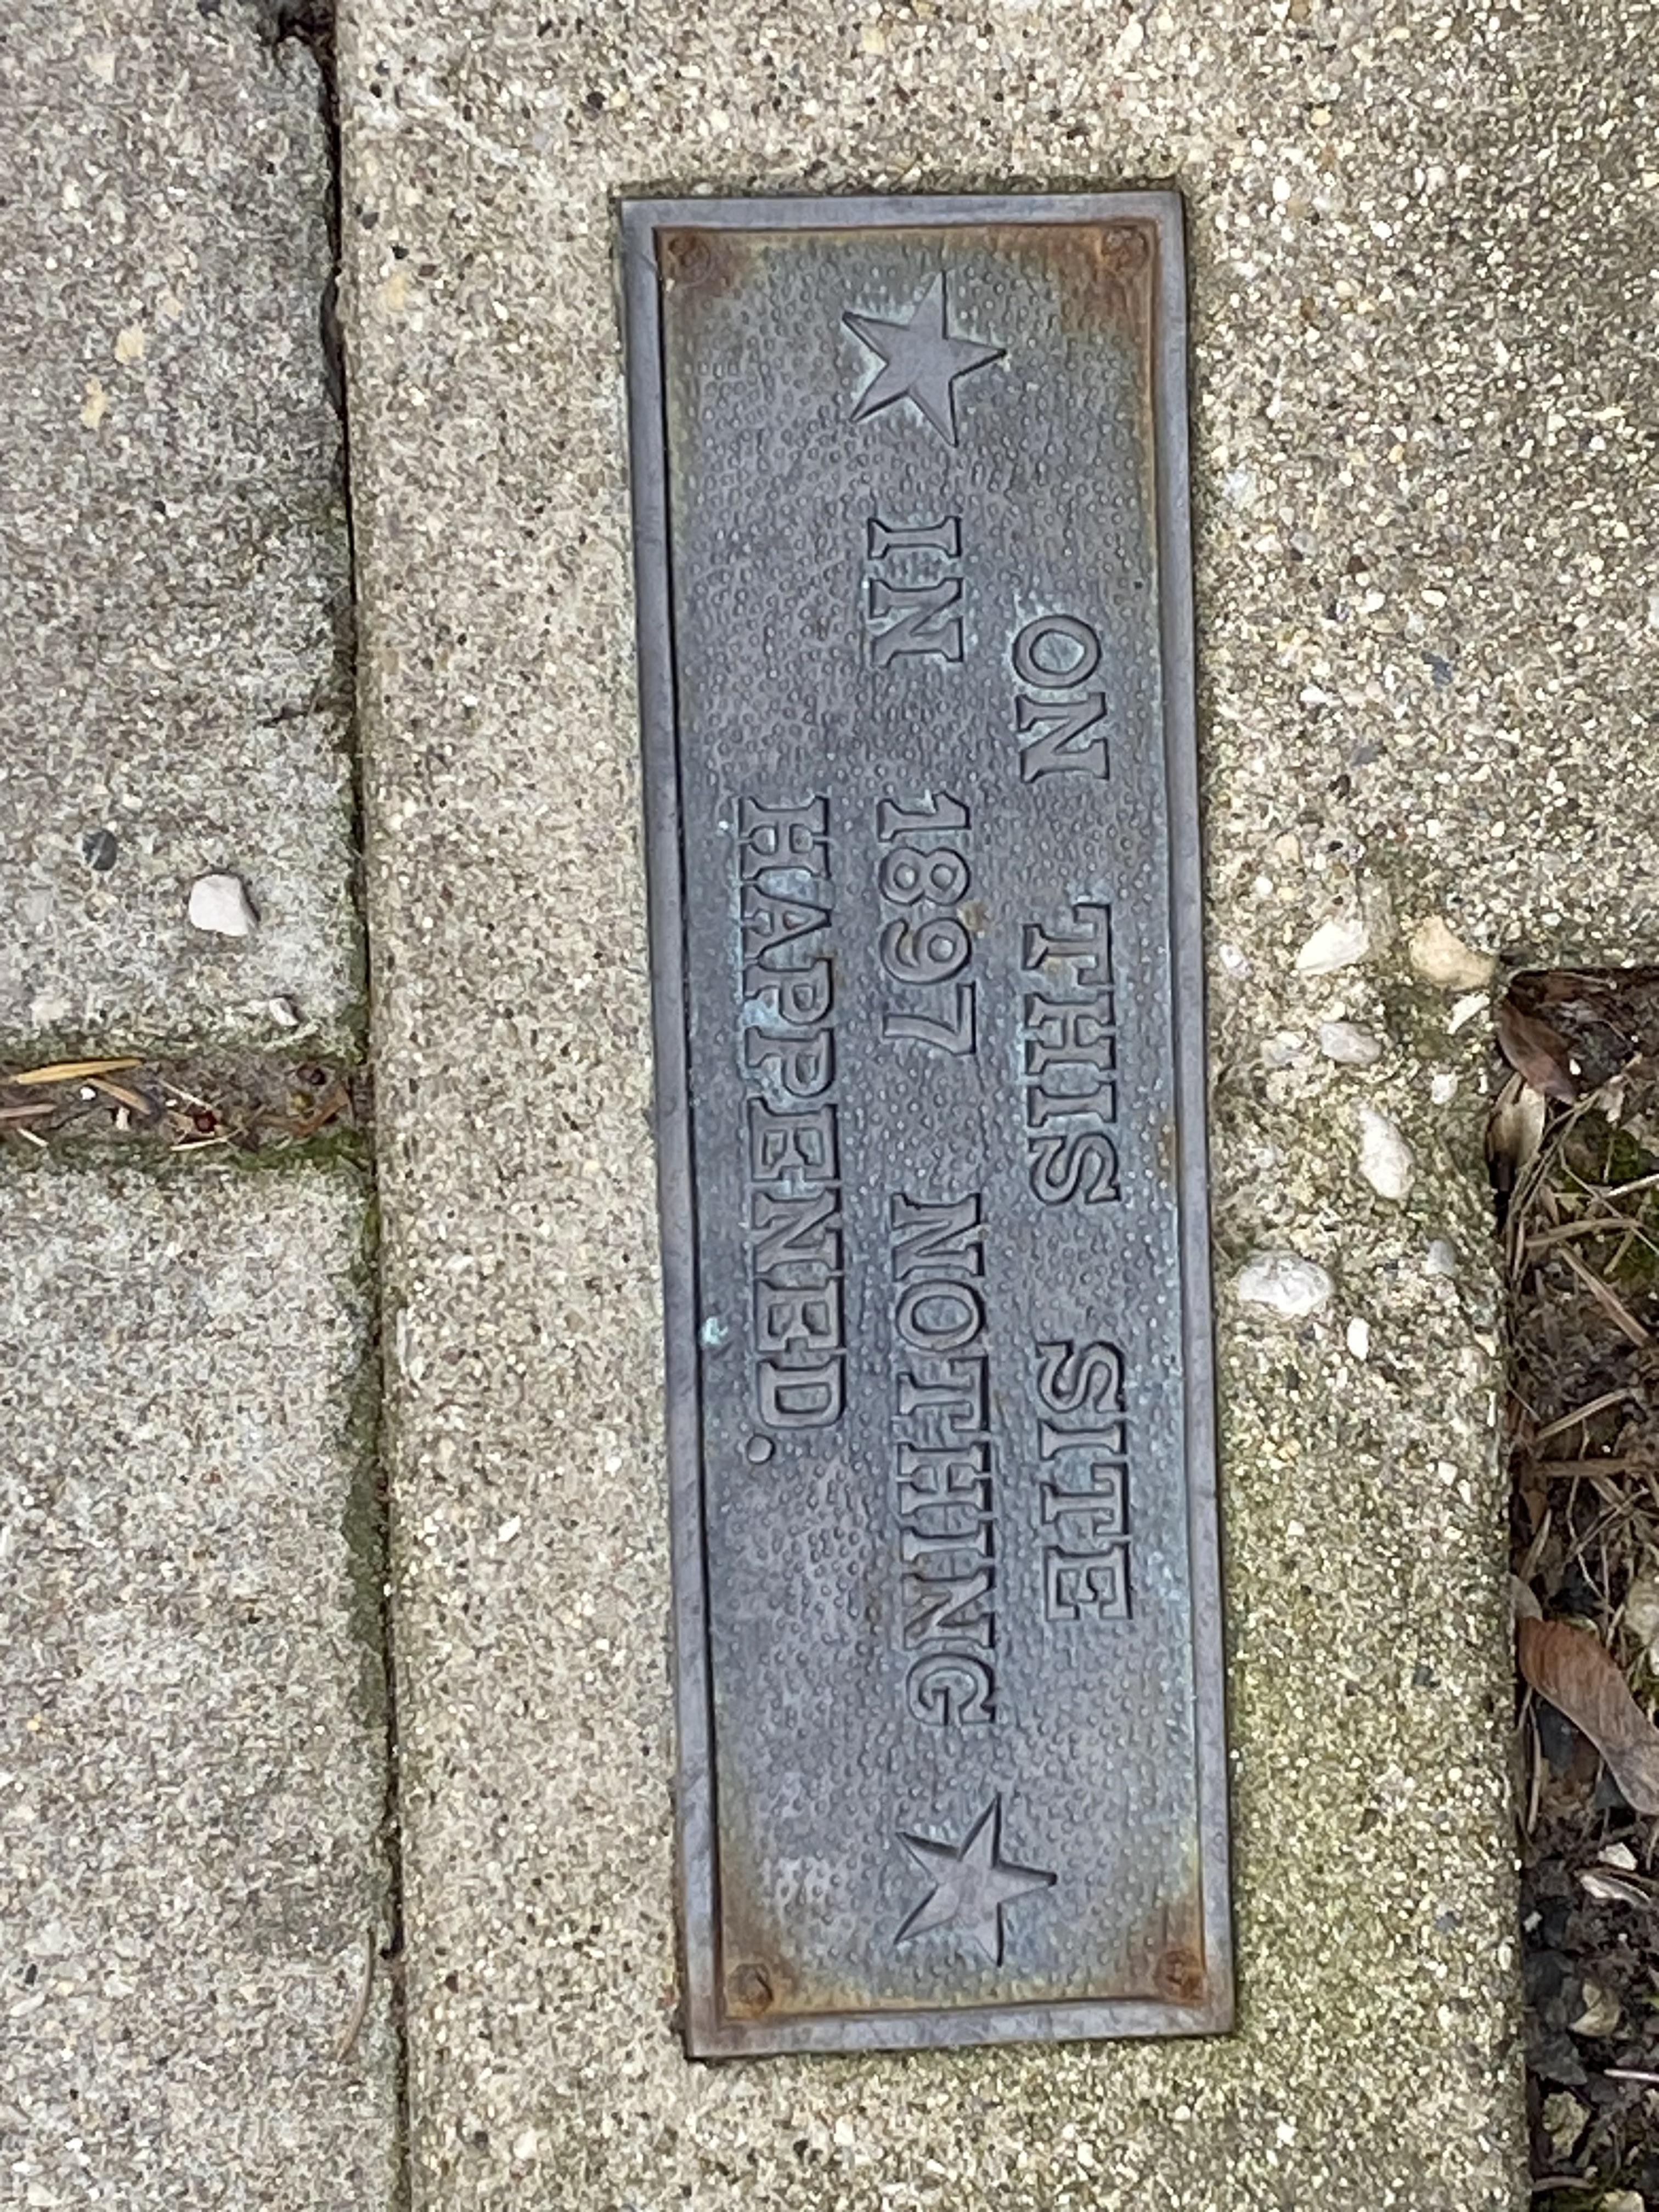 ON THIS SITE
IN 1897 NOTHING
HAPPENED.